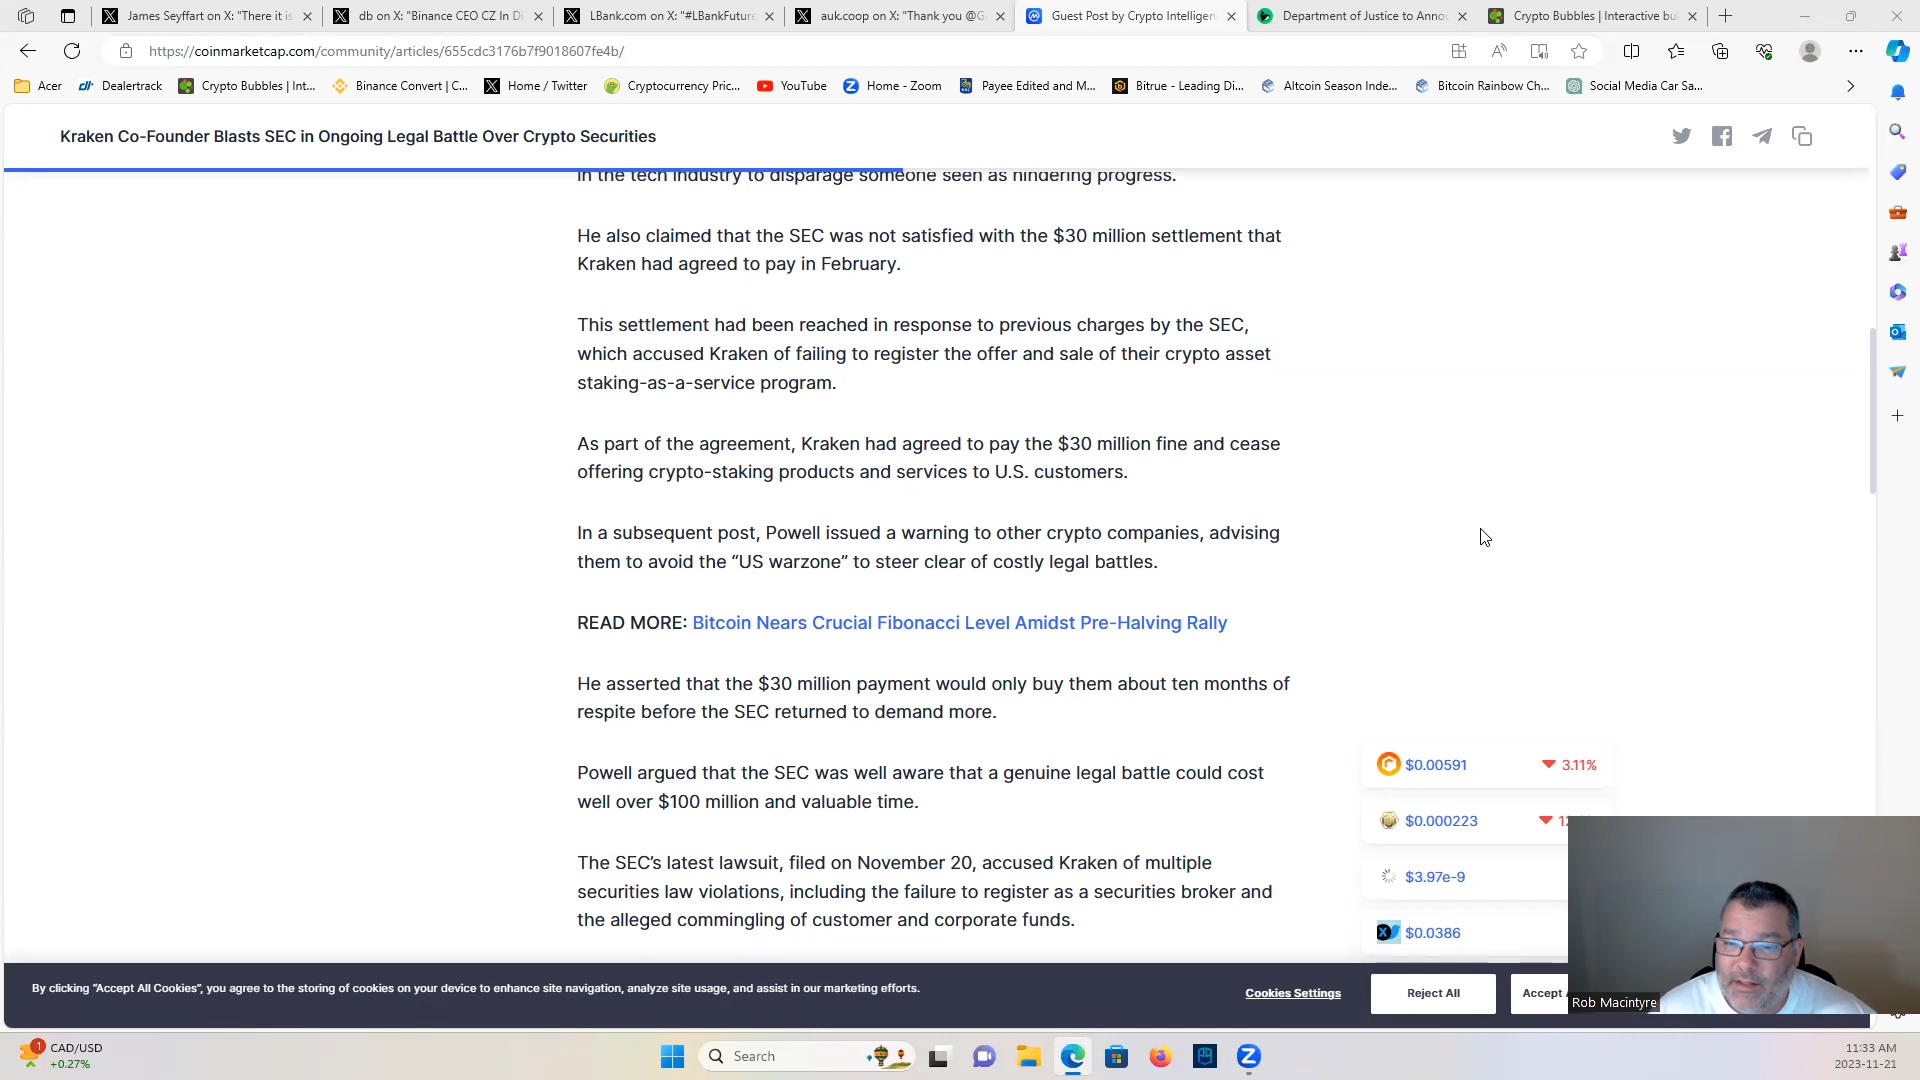 James Seyffart on X: "There it is
db on X: "Binance CEO CZ In Di
LBank.com on X: "#LBankFuture
auk.coop on X: "Thank you @G
Guest Post by Crypto Intelligen
Department of Justice to Annou
Crypto Bubbles | Interactive bu
https://coinmarketcap.com/community/articles/655cdc3176b7f9018607fe4b/
Acer
Dealertrack
Crypto Bubbles | Int...
Binance Convert | C...
Home / Twitter
Cryptocurrency Pric...
YouTube
Home - Zoom
Payee Edited and M...
Bitrue - Leading Di...
Altcoin Season Inde...
Bitcoin Rainbow Ch...
Social Media Car Sa...
Kraken Co-Founder Blasts SEC in Ongoing Legal Battle Over Crypto Securities
in the tech industry to disparage someone seen as hindering progress.
He also claimed that the SEC was not satisfied with the $30 million settlement that
Kraken had agreed to pay in February.
This settlement had been reached in response to previous charges by the SEC,
which accused Kraken of failing to register the offer and sale of their crypto asset
staking-as-a-service program.
As part of the agreement, Kraken had agreed to pay the $30 million fine and cease
offering crypto-staking products and services to U.S. customers.
In a subsequent post, Powell issued a warning to other crypto companies, advising
them to avoid the “US warzone” to steer clear of costly legal battles.
READ MORE: Bitcoin Nears Crucial Fibonacci Level Amidst Pre-Halving Rally
He asserted that the $30 million payment would only buy them about ten months of
respite before the SEC returned to demand more.
Powell argued that the SEC was well aware that a genuine legal battle could cost
well over $100 million and valuable time.
The SEC’s latest lawsuit, filed on November 20, accused Kraken of multiple
securities law violations, including the failure to register as a securities broker and
the alleged commingling of customer and corporate funds.
$0.00591
3.11%
$0.000223
$3.97e-9
$0.0386
By clicking “Accept All Cookies”, you agree to the storing of cookies on your device to enhance site navigation, analyze site usage, and assist in our marketing efforts.
Cookies Settings
Reject All
Accept
Rob Macintyre
1
CAD/USD
+0.27%
Search
11:33 AM
2023-11-21